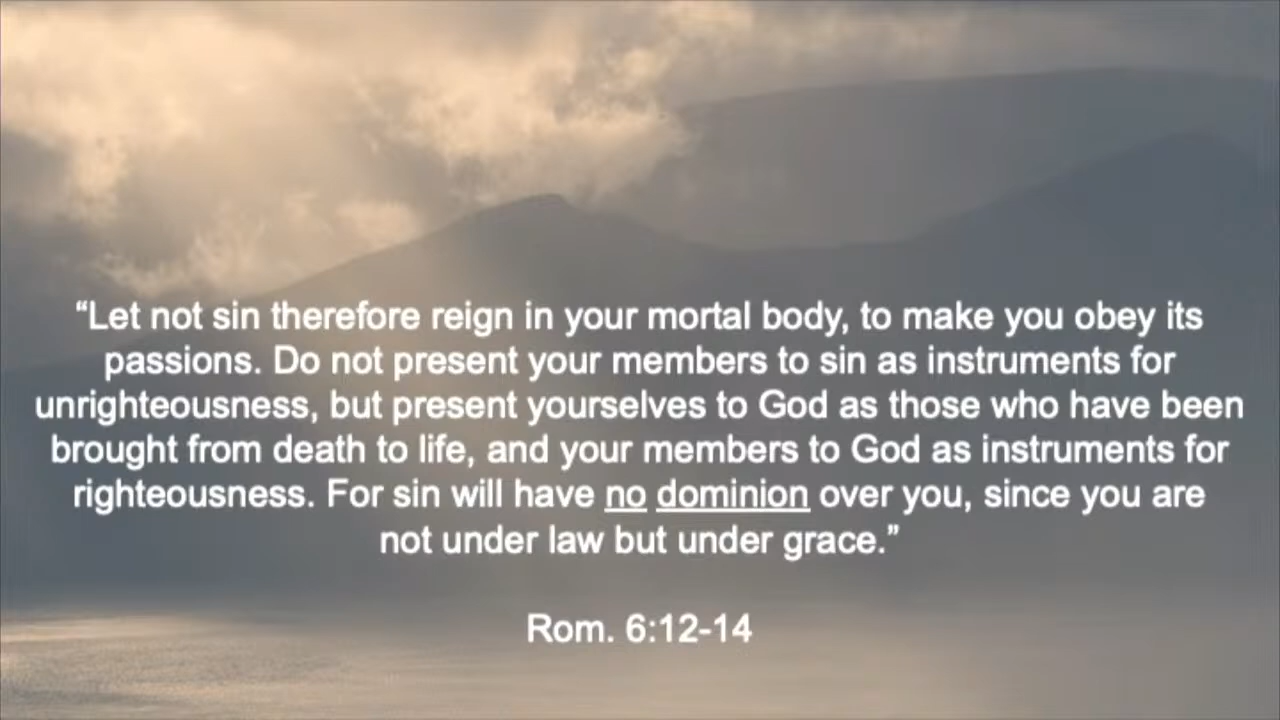 “Let not sin therefore reign in your mortal body, to make you obey its
passions. Do not present your members to sin as instruments for
unrighteousness, but present yourselves to God as those who have been
brought from death to life, and your members to God as instruments for
righteousness. For sin will have no dominion over you, since you are
not under law but under grace.”
Rom. 6:12-14